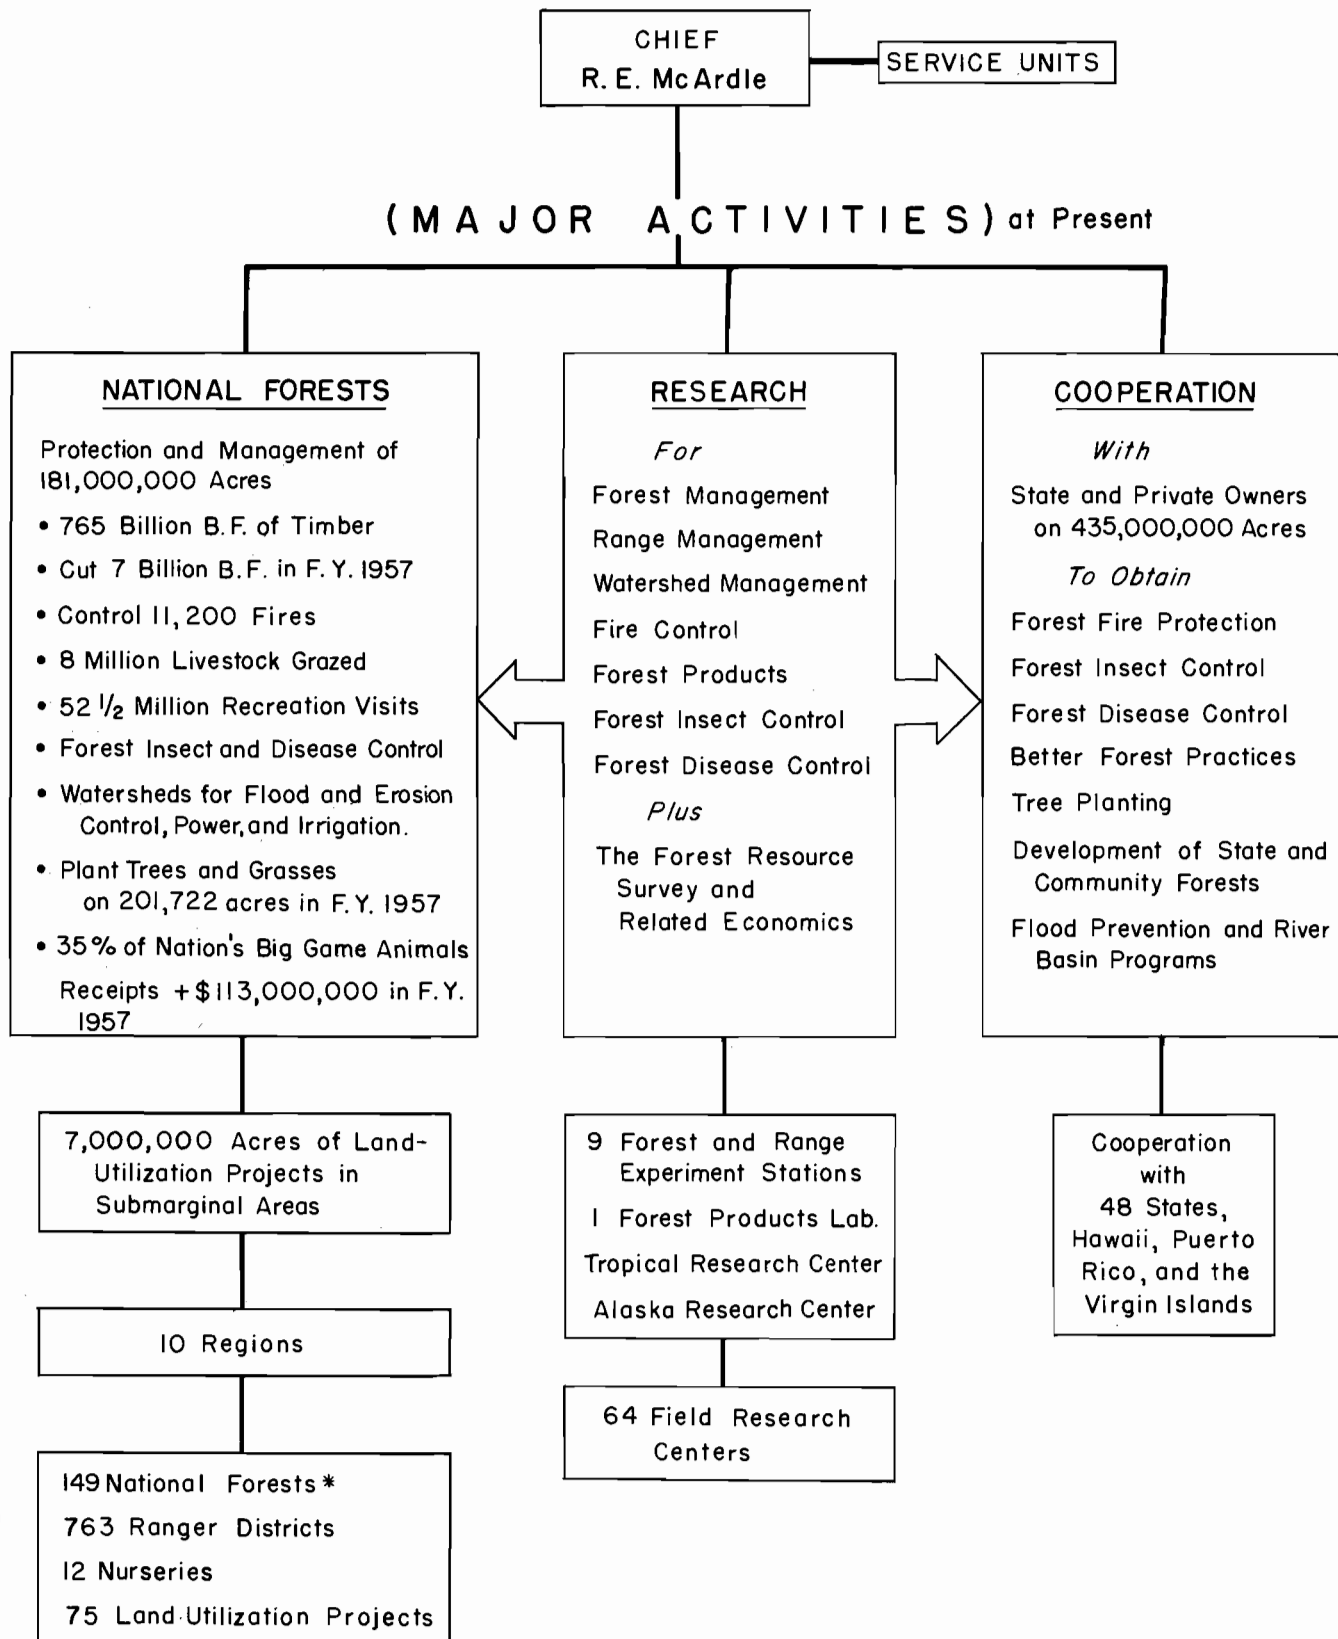 CHIEF
R. E. McArdle
SERVICE UNITS
(MAJOR ACTIVITIES) at Present
NATIONAL FORESTS
Protection and Management of
181,000,000 Acres
• 765 Billion B.F. of Timber
• Cut 7 Billion B.F. in F.Y. 1957
• Control 11,200 Fires
• 8 Million Livestock Grazed
• 52 1/2 Million Recreation Visits
• Forest Insect and Disease Control
• Watersheds for Flood and Erosion
Control, Power, and Irrigation.
• Plant Trees and Grasses
on 201,722 acres in F.Y. 1957
• 35% of Nation's Big Game Animals
Receipts +$113,000,000 in F.Y.
1957
7,000,000 Acres of Land-
Utilization Projects in
Submarginal Areas
10 Regions
149 National Forests*
763 Ranger Districts
12 Nurseries
75 Land Utilization Projects
RESEARCH
For
Forest Management
Range Management
Watershed Management
Fire Control
Forest Products
Forest Insect Control
Forest Disease Control
Plus
The Forest Resource
Survey and
Related Economics
9 Forest and Range
Experiment Stations
1 Forest Products Lab.
Tropical Research Center
Alaska Research Center
64 Field Research
Centers
COOPERATION
With
State and Private Owners
on 435,000,000 Acres
To Obtain
Forest Fire Protection
Forest Insect Control
Forest Disease Control
Better Forest Practices
Tree Planting
Development of State and
Community Forests
Flood Prevention and River
Basin Programs
Cooperation
with
48 States,
Hawaii, Puerto
Rico, and the
Virgin Islands